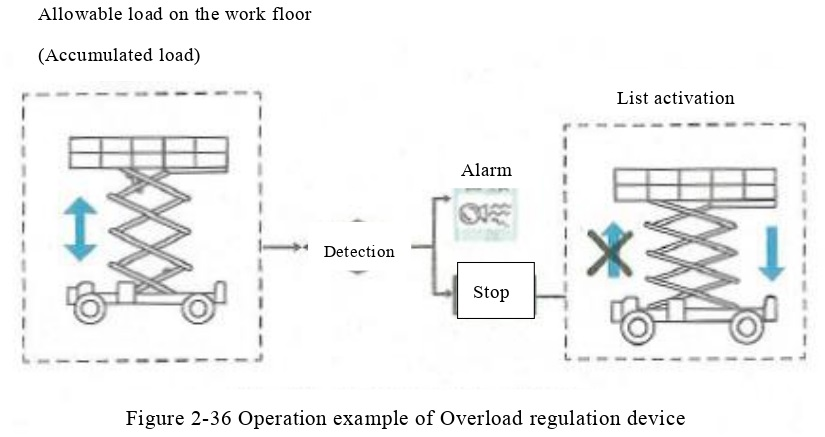 Allowable load on the work floor
(Accumulated load)
List activation
Alarm
Detection
Stop
Figure 2-36 Operation example of Overload regulation device